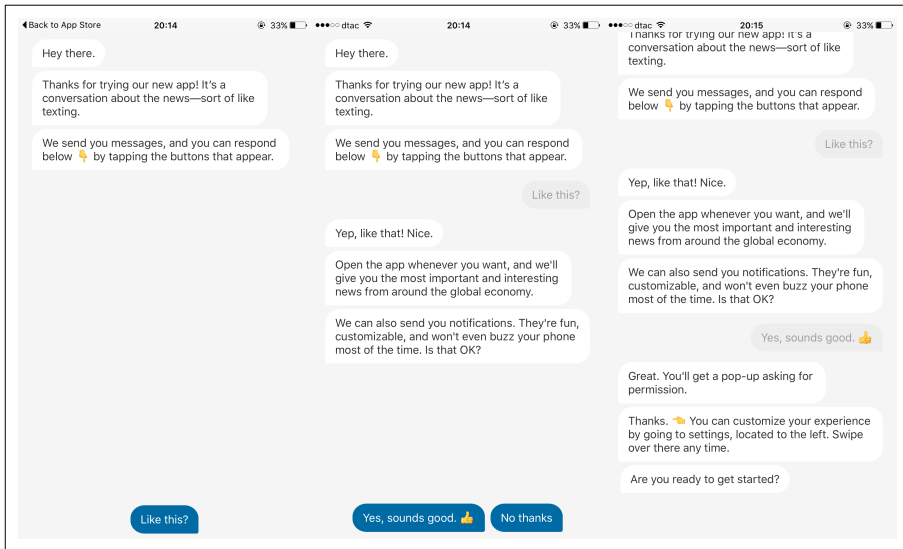 Back to App Store
20:14
33%
Hey there.
Thanks for trying our new app! It's a
conversation about the news—sort of like
texting.
We send you messages, and you can respond
below 👇 by tapping the buttons that appear.
Like this?
dtac
20:14
33%
Hey there.
Thanks for trying our new app! It's a
conversation about the news—sort of like
texting.
We send you messages, and you can respond
below 👇 by tapping the buttons that appear.
Like this?
Yep, like that! Nice.
Open the app whenever you want, and we'll
give you the most important and interesting
news from around the global economy.
We can also send you notifications. They're fun,
customizable, and won't even buzz your phone
most of the time. Is that OK?
Yes, sounds good. 👍
No thanks
dtac
20:15
33%
Thanks for trying our new app! It's a
conversation about the news—sort of like
texting.
We send you messages, and you can respond
below 👇 by tapping the buttons that appear.
Like this?
Yep, like that! Nice.
Open the app whenever you want, and we'll
give you the most important and interesting
news from around the global economy.
We can also send you notifications. They're fun,
customizable, and won't even buzz your phone
most of the time. Is that OK?
Yes, sounds good. 👍
Great. You'll get a pop-up asking for
permission.
Thanks. 👈 You can customize your experience
by going to settings, located to the left. Swipe
over there any time.
Are you ready to get started?